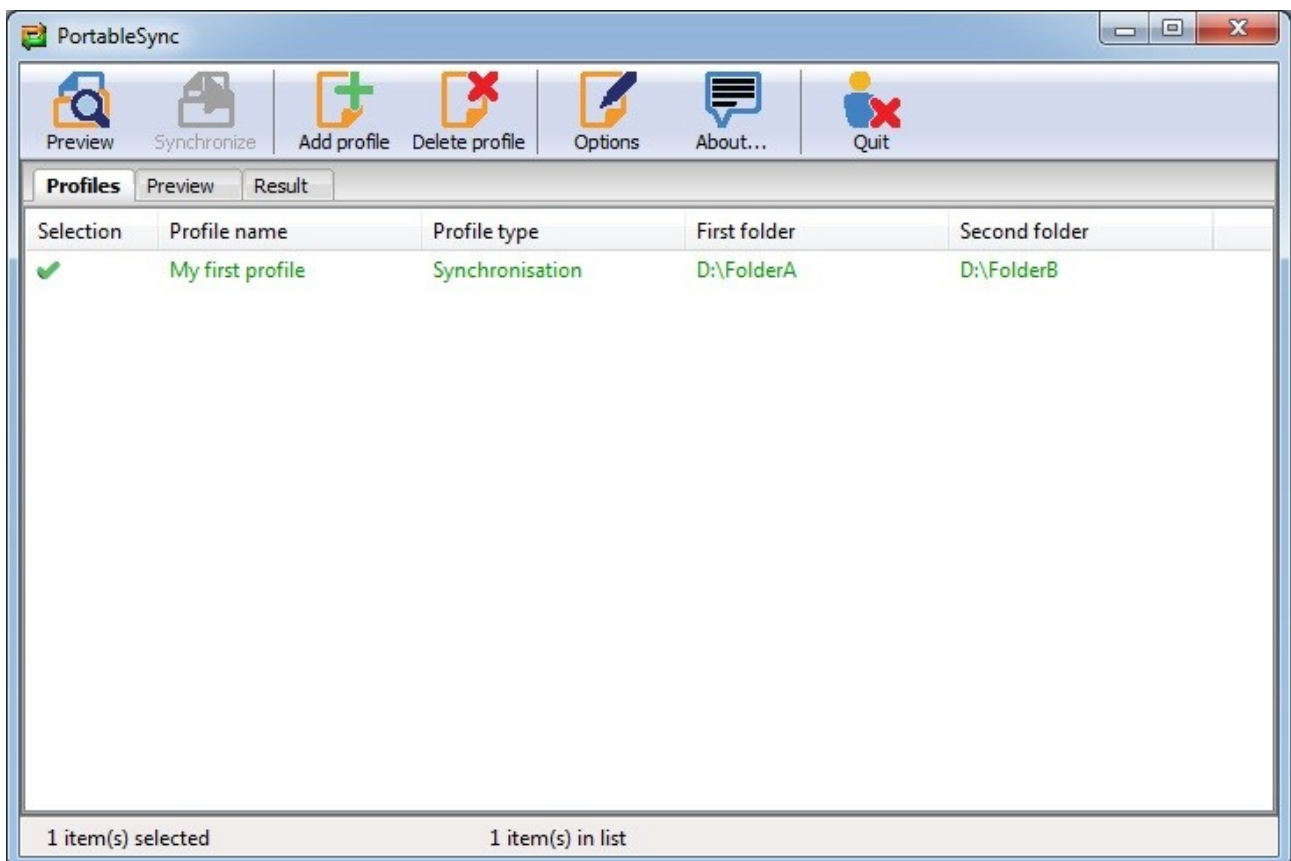 PortableSync
Preview Synchronize Add profile Delete profile Options About... Quit
Profiles Preview Result
Selection Profile name Profile type First folder Second folder
My first profile Synchronisation D:\FolderA D:\FolderB
1 item(s) selected 1 item(s) in list